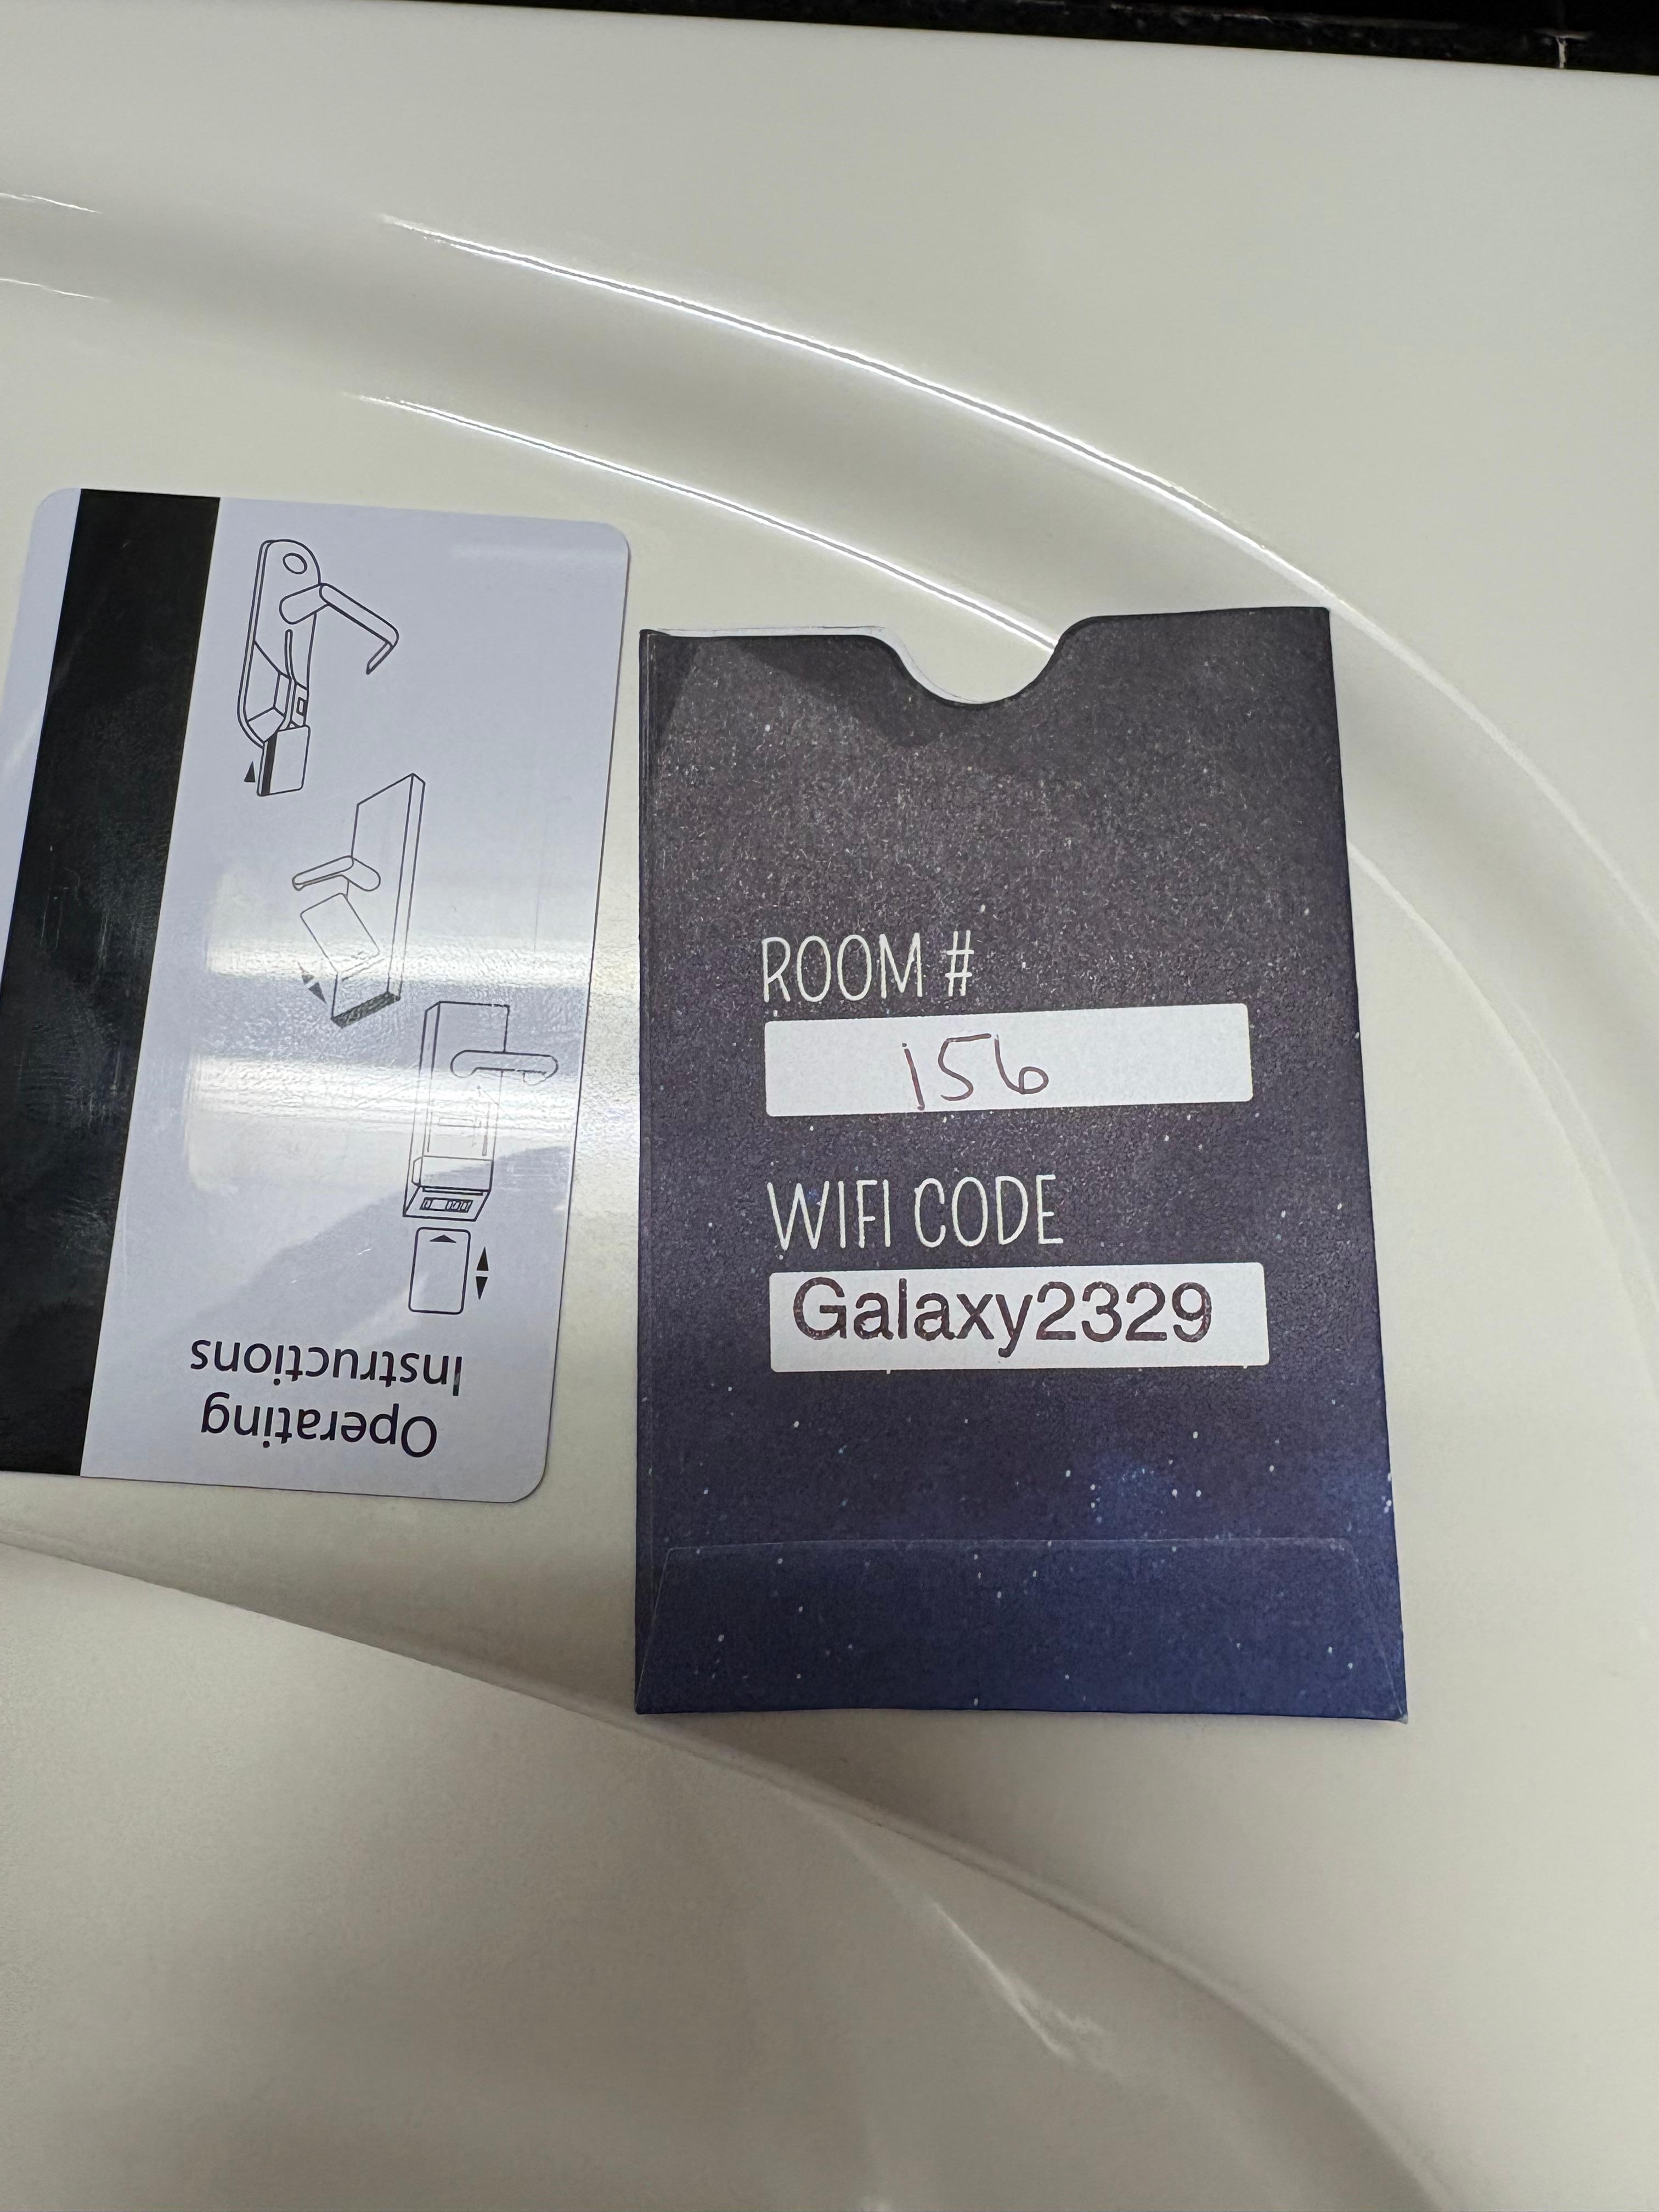 Operating
Instructions
ROOM #
156
WIFI CODE
Galaxy2329